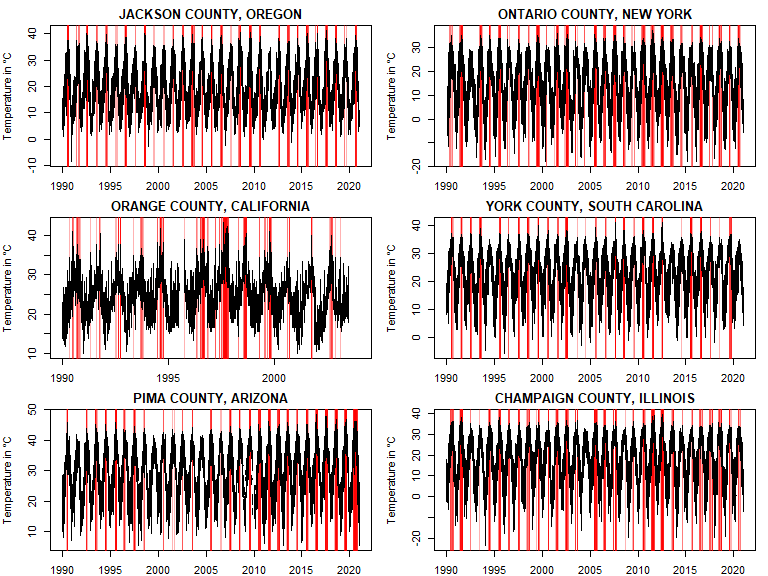 JACKSON COUNTY, OREGON
Temperature in °C
40
30
20
10
0
-10
1990 1995 2000 2005 2010 2015 2020
ONTARIO COUNTY, NEW YORK
Temperature in °C
30
20
10
0
-20
1990 1995 2000 2005 2010 2015 2020
ORANGE COUNTY, CALIFORNIA
Temperature in °C
40
30
20
10
1990 1995 2000
YORK COUNTY, SOUTH CAROLINA
Temperature in °C
40
30
20
10
0
1990 1995 2000 2005 2010 2015 2020
PIMA COUNTY, ARIZONA
Temperature in °C
50
40
30
20
10
1990 1995 2000 2005 2010 2015 2020
CHAMPAIGN COUNTY, ILLINOIS
Temperature in °C
40
30
20
10
0
-20
1990 1995 2000 2005 2010 2015 2020